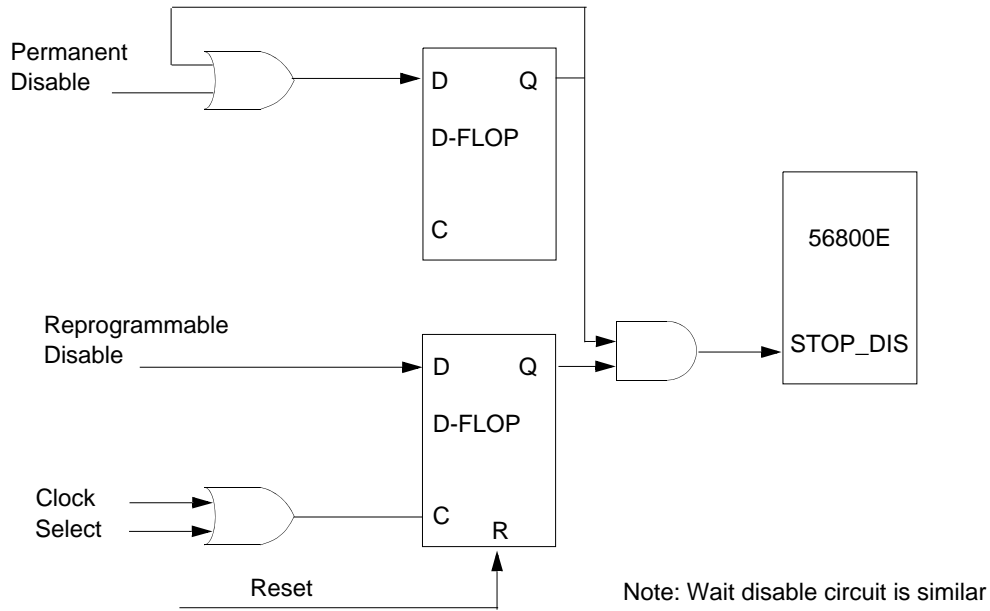 Permanent
Disable
D Q
D-FLOP
C
56800E
STOP_DIS
Reprogrammable
Disable
D Q
D-FLOP
Clock
Select
C
R
Reset
Note: Wait disable circuit is similar